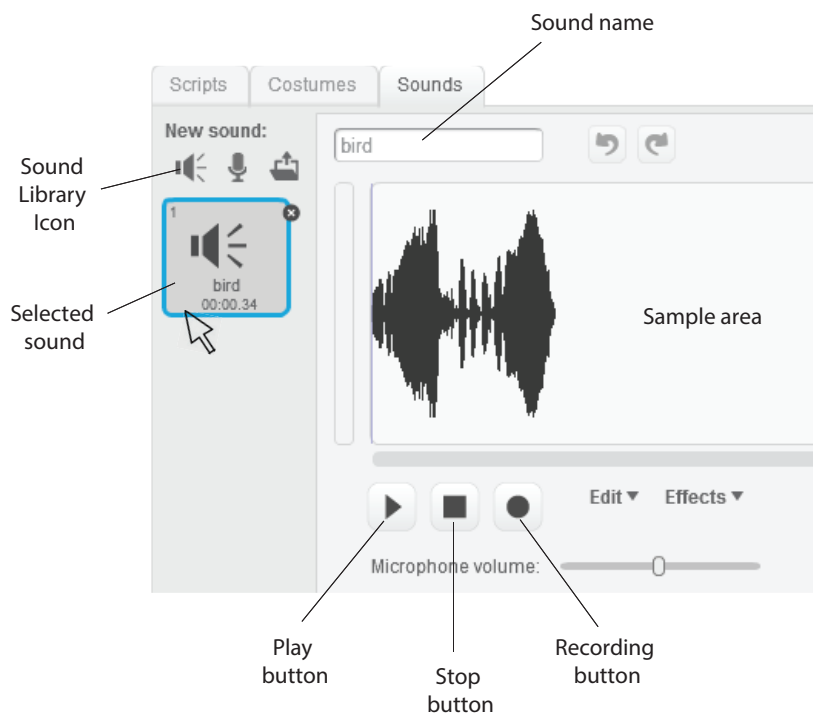 Sound name
Scripts
Costumes
Sounds
New sound:
bird
Sound
Library
Icon
1
bird
00:00.34
Selected
sound
Sample area
Edit
Effects
Microphone volume:
Play
button
Stop
button
Recording
button